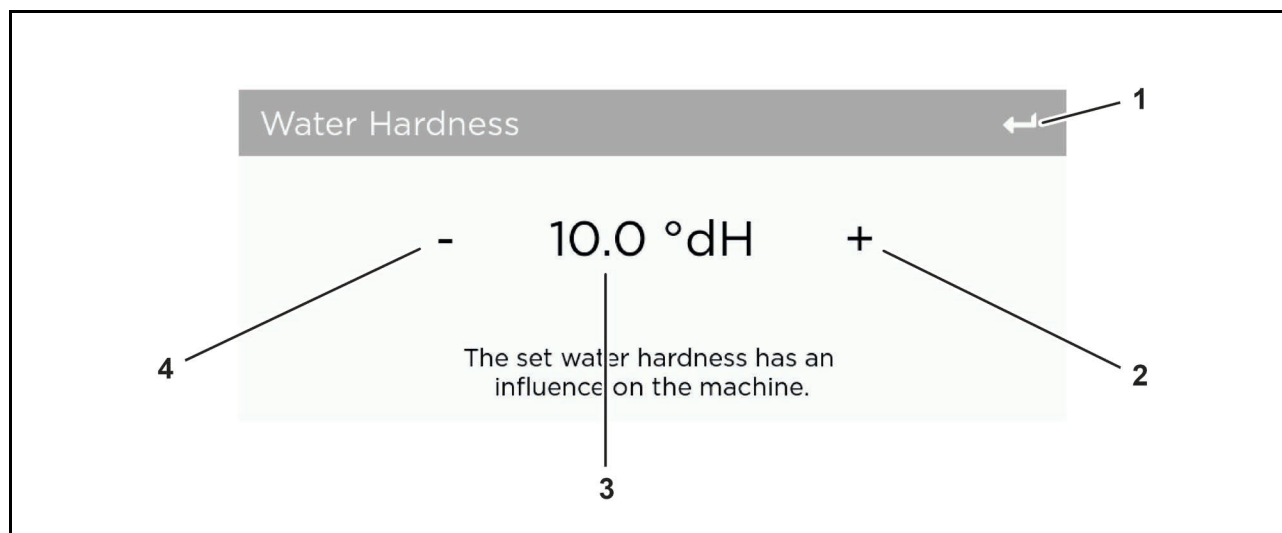 Water Hardness
1
- 10.0 °dH +
4
The set water hardness has an
influence on the machine.
2
3